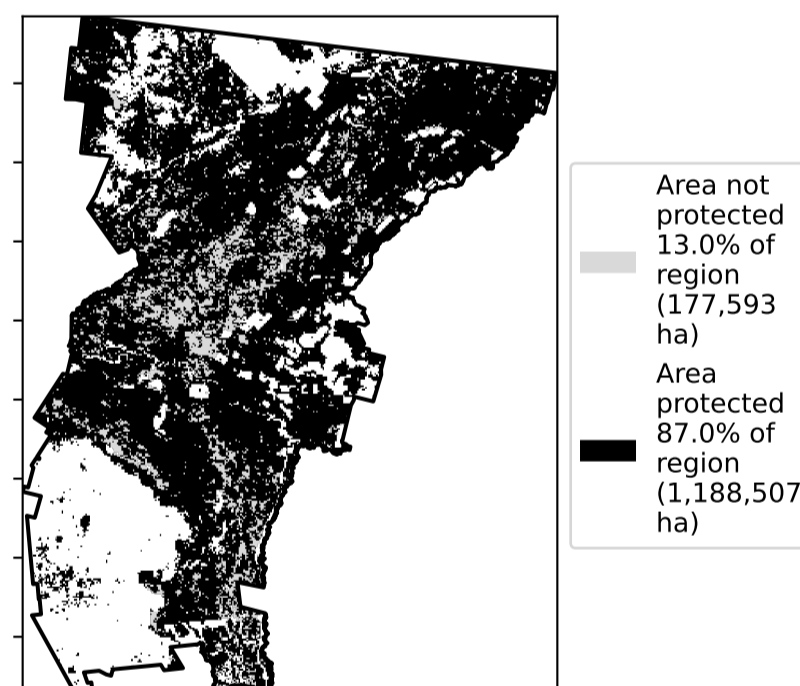 Area not
protected
13.0% of
region
(177,593
ha)
Area
protected
87.0% of
region
(1,188,507
ha)